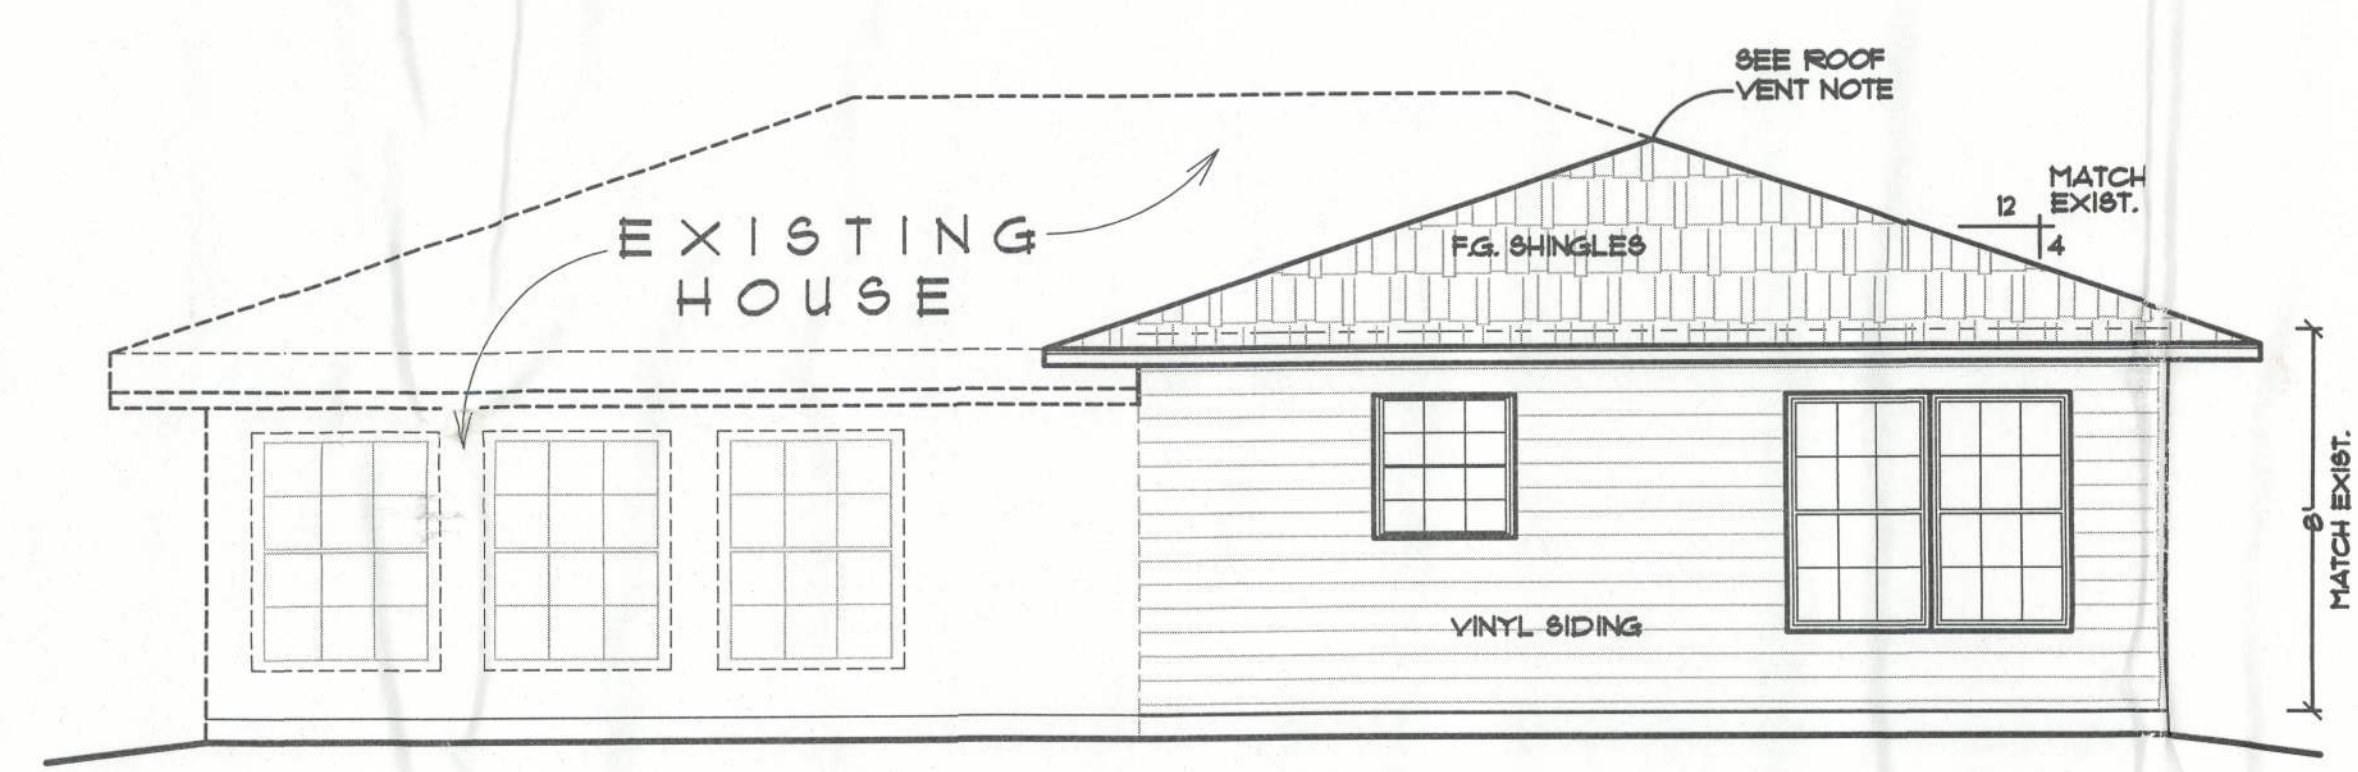 SEE ROOF
VENT NOTE
MATCH
EXIST.
12
4
EXISTING
HOUSE
F.G. SHINGLES
VINYL SIDING
8'
MATCH EXIST.